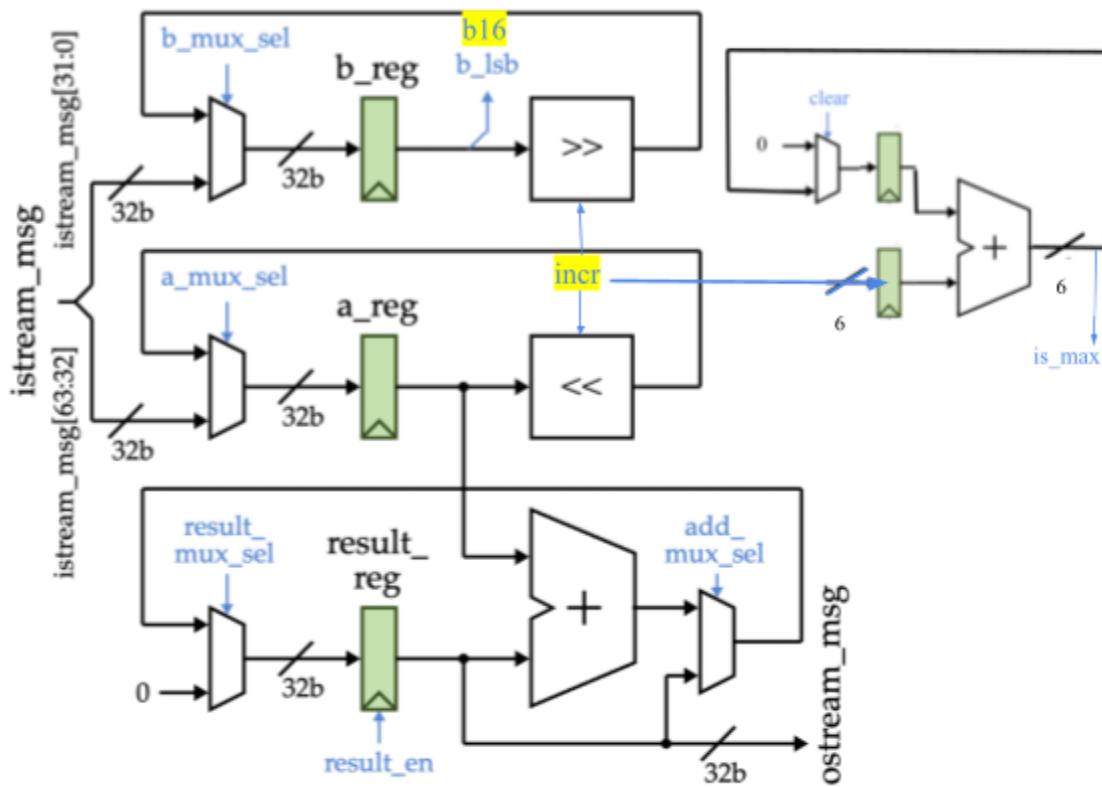 b_mux_sel
b16
b_lsb
b_reg
istream_msg[31:0]
32b
32b
>>
clear
0
+
6
6
is_max
istream_msg
a_mux_sel
incr
a_reg
istream_msg[63:32]
32b
32b
<<
result_
mux_sel
result_
reg
add_
mux_sel
+
0
32b
result_en
32b
ostream_msg